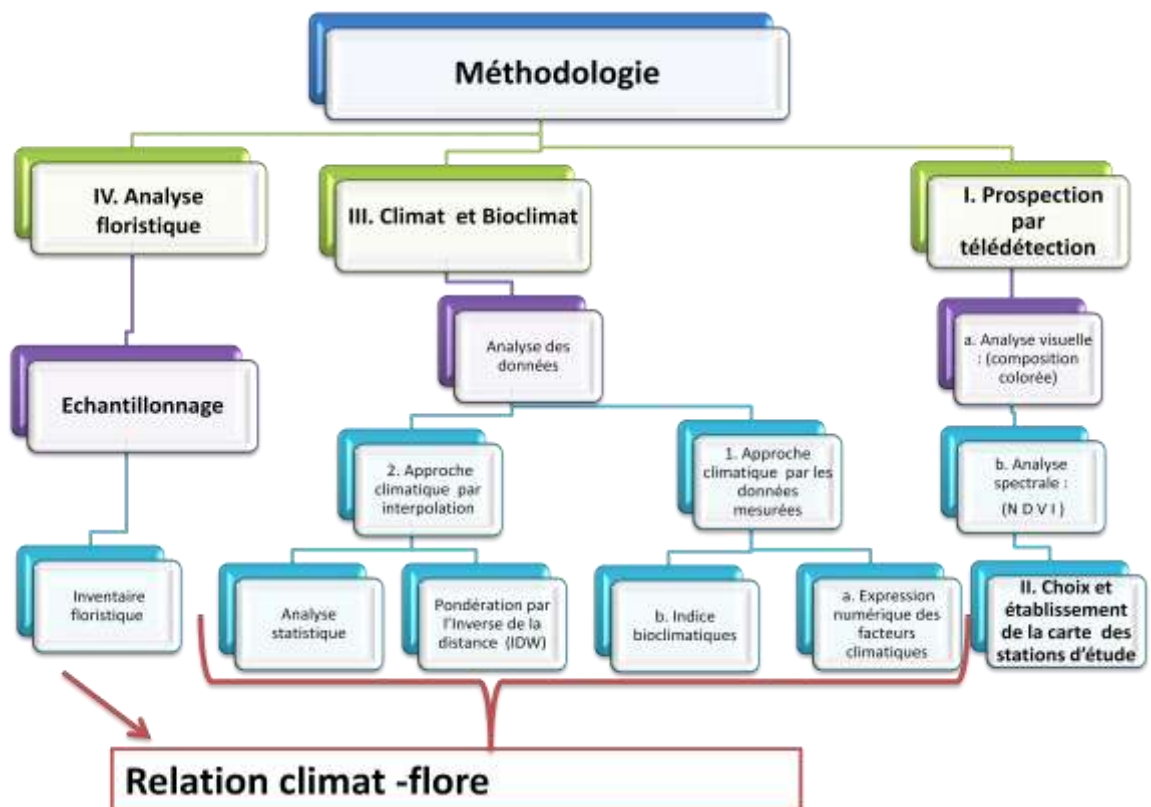 Méthodologie
IV. Analyse
floristique
III. Climat et Bioclimat
I. Prospection
par
télédétection
Analyse des
données
a. Analyse visuelle
: (composition
colorée)
Echantillonnage
2. Approche
climatique par
interpolation
1. Approche
climatique par les
données
mesurées
b. Analyse
spectrale :
(N D V I )
Inventaire
floristique
Analyse
statistique
Pondération par
l'Inverse de la
distance (IDW)
b. Indice
bioclimatiques
a. Expression
numérique des
facteurs
climatiques
II. Choix et
établissement
de la carte des
stations d'étude
Relation climat -flore